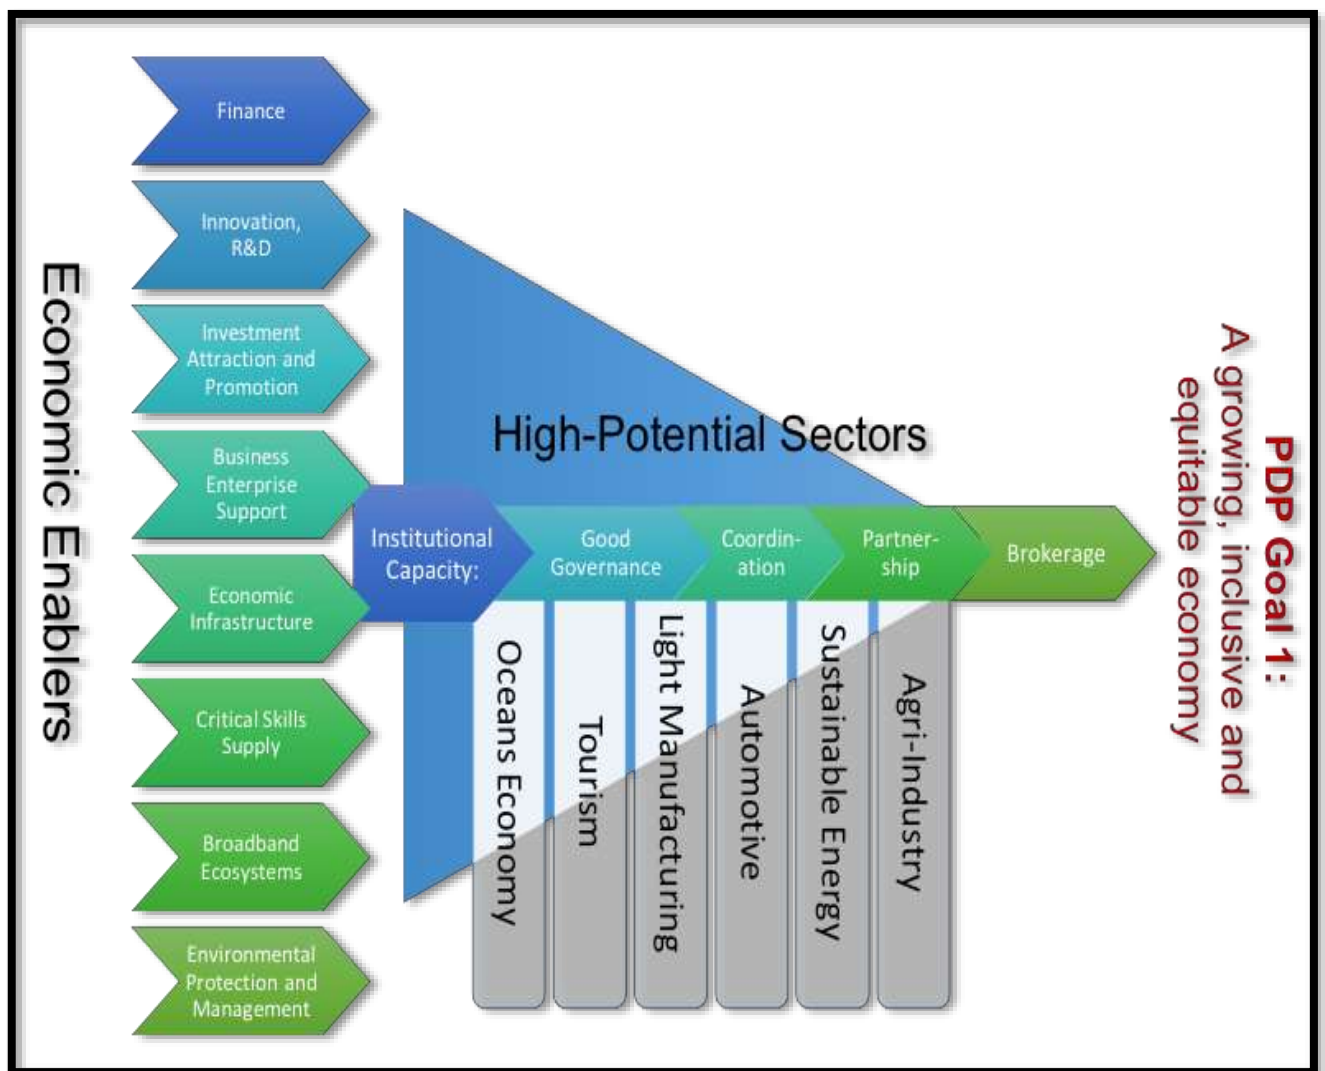 Economic Enablers
Finance
Innovation,
R&D
Investment
Attraction and
Promotion
Business
Enterprise
Support
Economic
Infrastructure
Critical Skills
Supply
Broadband
Ecosystems
Environmental
Protection and
Management
High-Potential Sectors
Institutional
Capacity:
Good
Governance
Coordin-
ation
Partner-
ship
Brokerage
Oceans Economy
Tourism
Light Manufacturing
Automotive
Sustainable Energy
Agri-Industry
PDP Goal 1:
A growing, inclusive and
equitable economy